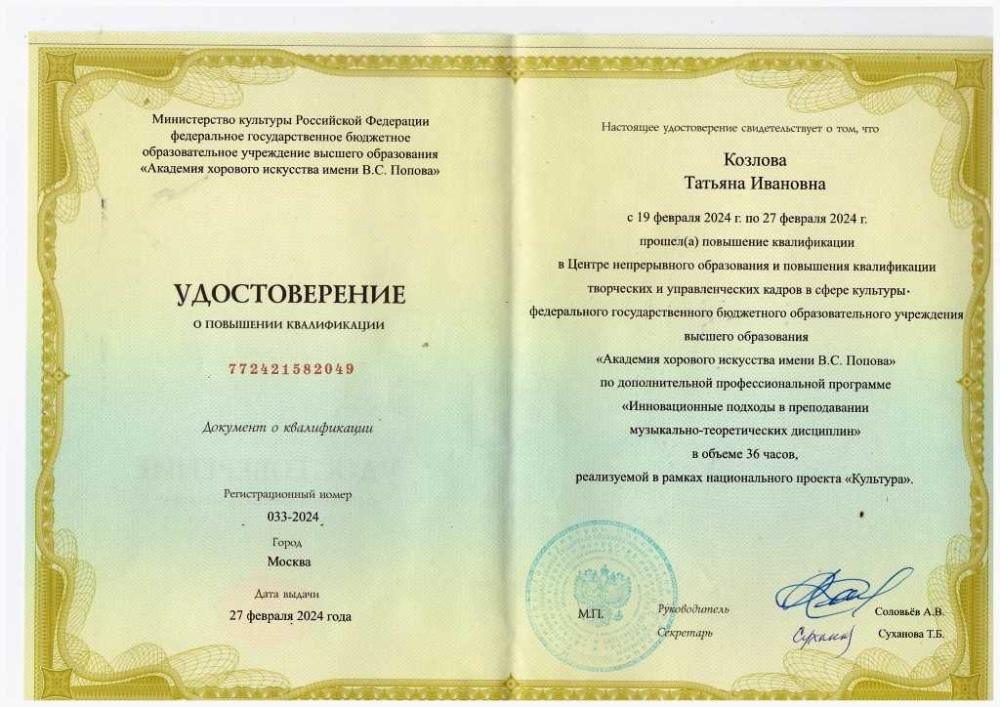 Министерство культуры Российской Федерации
федеральное государственное бюджетное
образовательное учреждение высшего образования
«Академия хорового искусства имени В.С. Попова»
УДОСТОВЕРЕНИЕ
О ПОВЫШЕНИИ КВАЛИФИКАЦИИ
772421582049
Документ о квалификации
Регистрационный номер
033-2024
Город
Москва
Дата выдачи
27 февраля 2024 года
Настоящее удостоверение свидетельствует о том, что
Козлова
Татьяна Ивановна
с 19 февраля 2024 г. по 27 февраля 2024 г.
прошел(а) повышение квалификации
в Центре непрерывного образования и повышения квалификации
творческих и управленческих кадров в сфере культуры
федерального государственного бюджетного образовательного учреждения
высшего образования
«Академия хорового искусства имени В.С. Попова»
по дополнительной профессиональной программе
«Инновационные подходы в преподавании
музыкально-теоретических дисциплин»
в объеме 36 часов,
реализуемой в рамках национального проекта «Культура».
М.П.
Руководитель
Соловьёв А.В.
Секретарь
Суханова Т.Б.